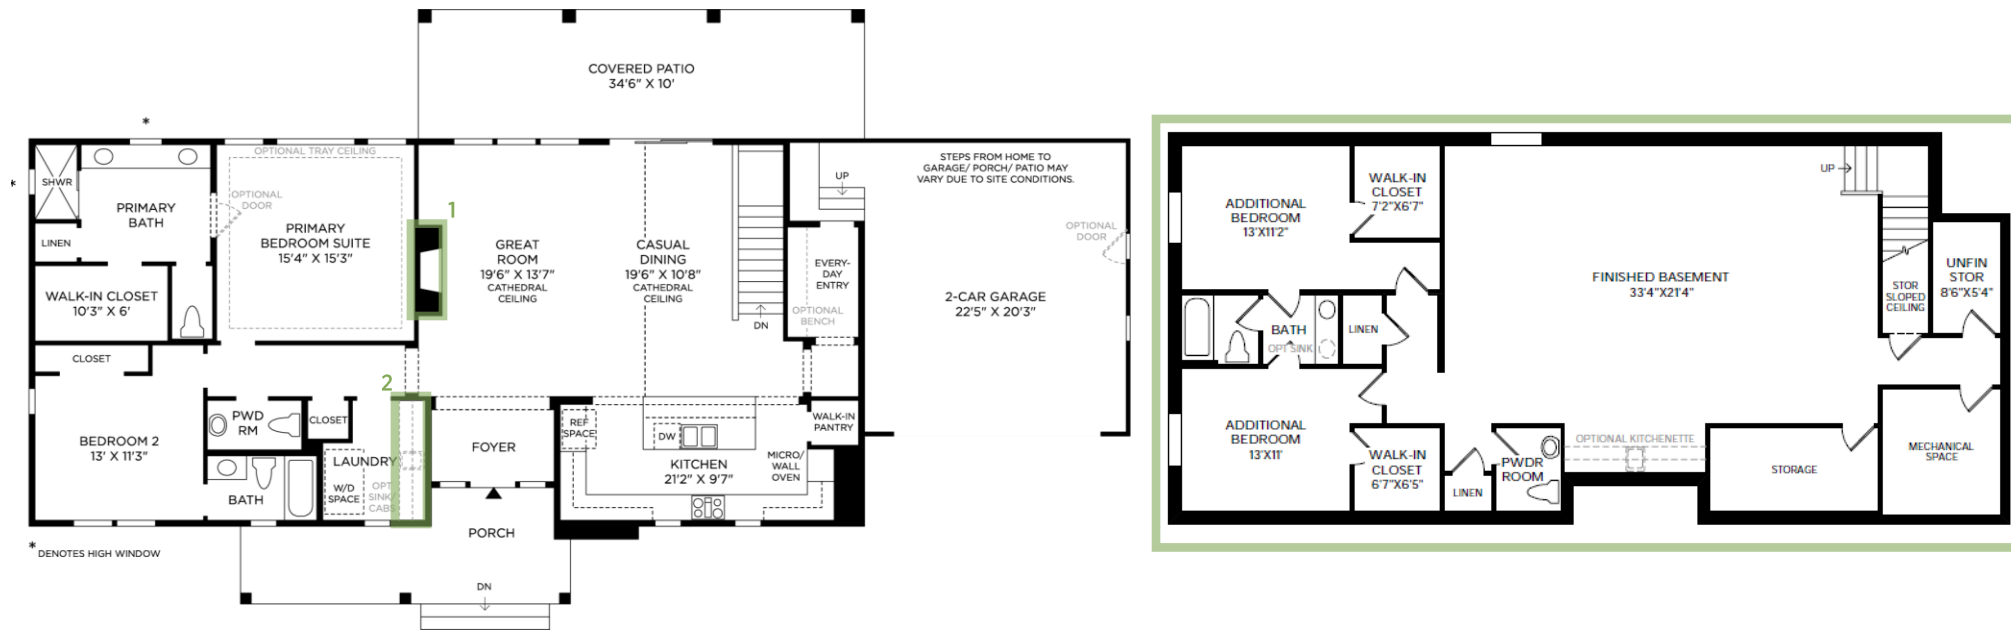 COVERED PATIO
34'6" X 10'
*
*
OPTIONAL TRAY CEILING
SHWR
PRIMARY
BATH
OPTIONAL
DOOR
LINEN
PRIMARY
BEDROOM SUITE
15'4" X 15'3"
1
GREAT
ROOM
19'6" X 13'7"
CATHEDRAL
CEILING
CASUAL
DINING
19'6" X 10'8"
CATHEDRAL
CEILING
DN
UP
STEPS FROM HOME TO
GARAGE/ PORCH/ PATIO MAY
VARY DUE TO SITE CONDITIONS.
EVERY-
DAY
ENTRY
OPTIONAL
BENCH
OPTIONAL
DOOR
2-CAR GARAGE
22'5" X 20'3"
WALK-IN CLOSET
10'3" X 6'
CLOSET
2
BEDROOM 2
13' X 11'3"
PWD
RM
CLOSET
LAUNDRY
W/D
SPACE
OPT
SINK/
CABS
BATH
FOYER
REF
SPACE
DW
KITCHEN
21'2" X 9'7"
MICRO/
WALL
OVEN
WALK-IN
PANTRY
PORCH
DN
* DENOTES HIGH WINDOW
ADDITIONAL
BEDROOM
13'X11'2"
WALK-IN
CLOSET
7'2"X6'7"
UP
FINISHED BASEMENT
33'4"X21'4"
STOR
SLOPED
CEILING
UNFIN
STOR
8'6"X5'4"
BATH
OPT SINK
LINEN
ADDITIONAL
BEDROOM
13'X11'
WALK-IN
CLOSET
6'7"X6'5"
LINEN
PWDR
ROOM
OPTIONAL KITCHENETTE
STORAGE
MECHANICAL
SPACE